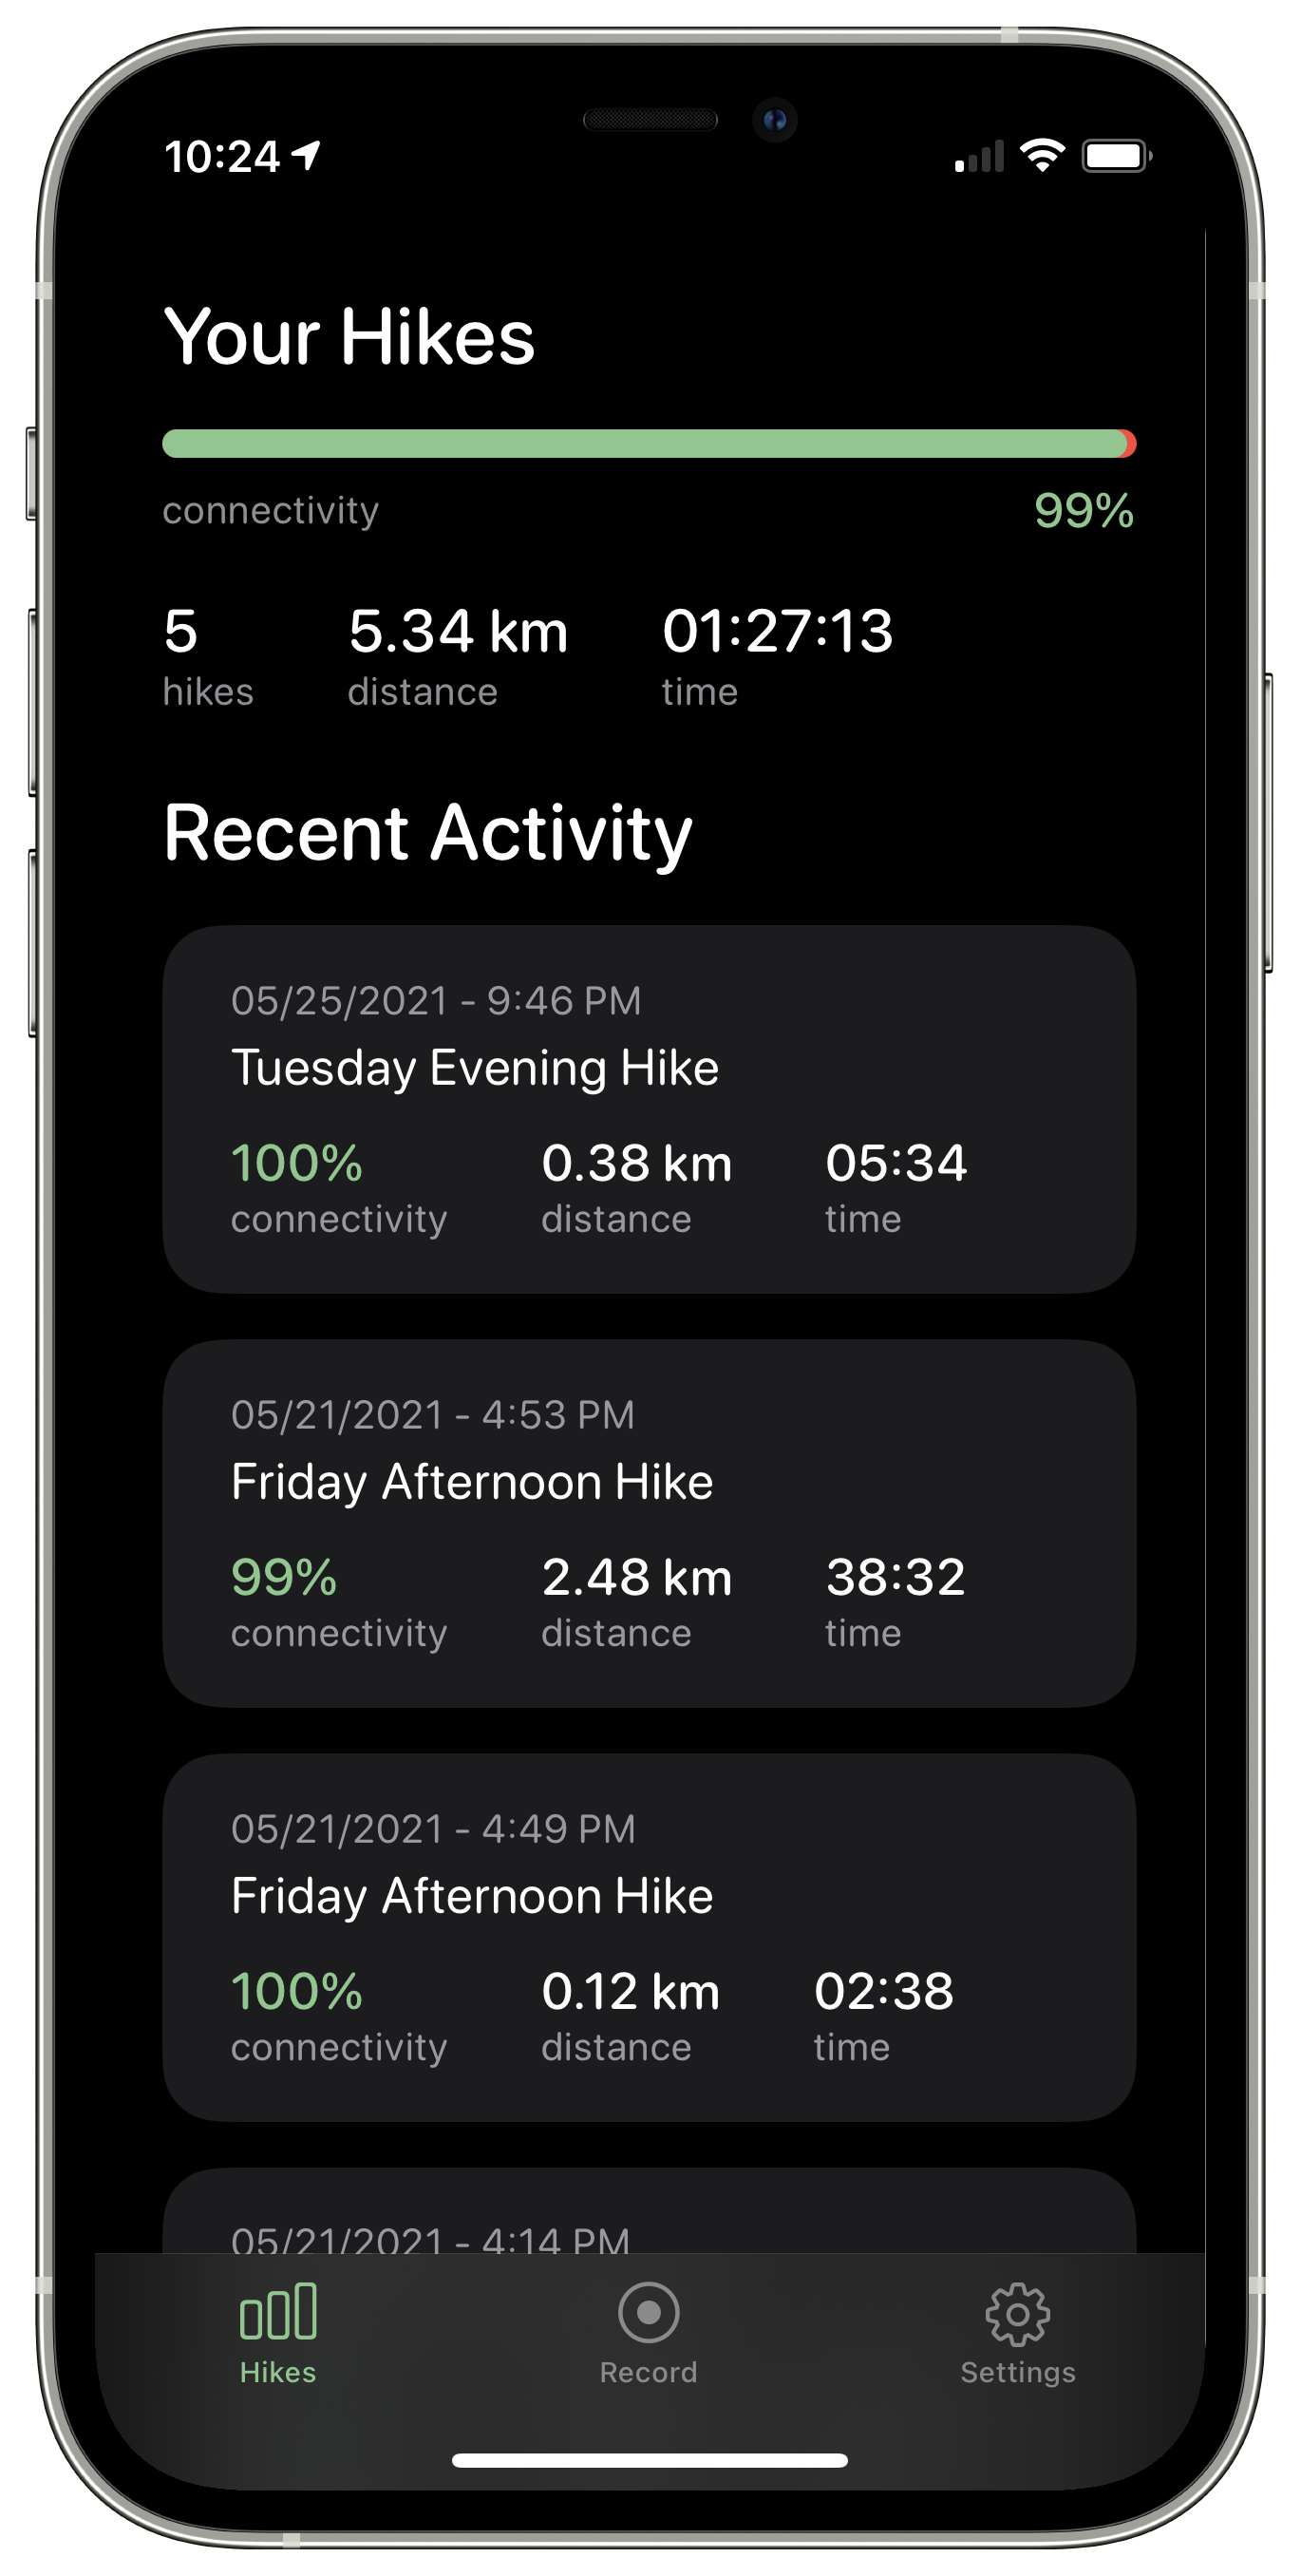 10:24
Your Hikes
connectivity 99%
5 5.34 km 01:27:13
hikes distance time
Recent Activity
05/25/2021 - 9:46 PM
Tuesday Evening Hike
100% 0.38 km 05:34
connectivity distance time
05/21/2021 - 4:53 PM
Friday Afternoon Hike
99% 2.48 km 38:32
connectivity distance time
05/21/2021 - 4:49 PM
Friday Afternoon Hike
100% 0.12 km 02:38
connectivity distance time
05/21/2021 - 4:14 PM
Hikes Record Settings